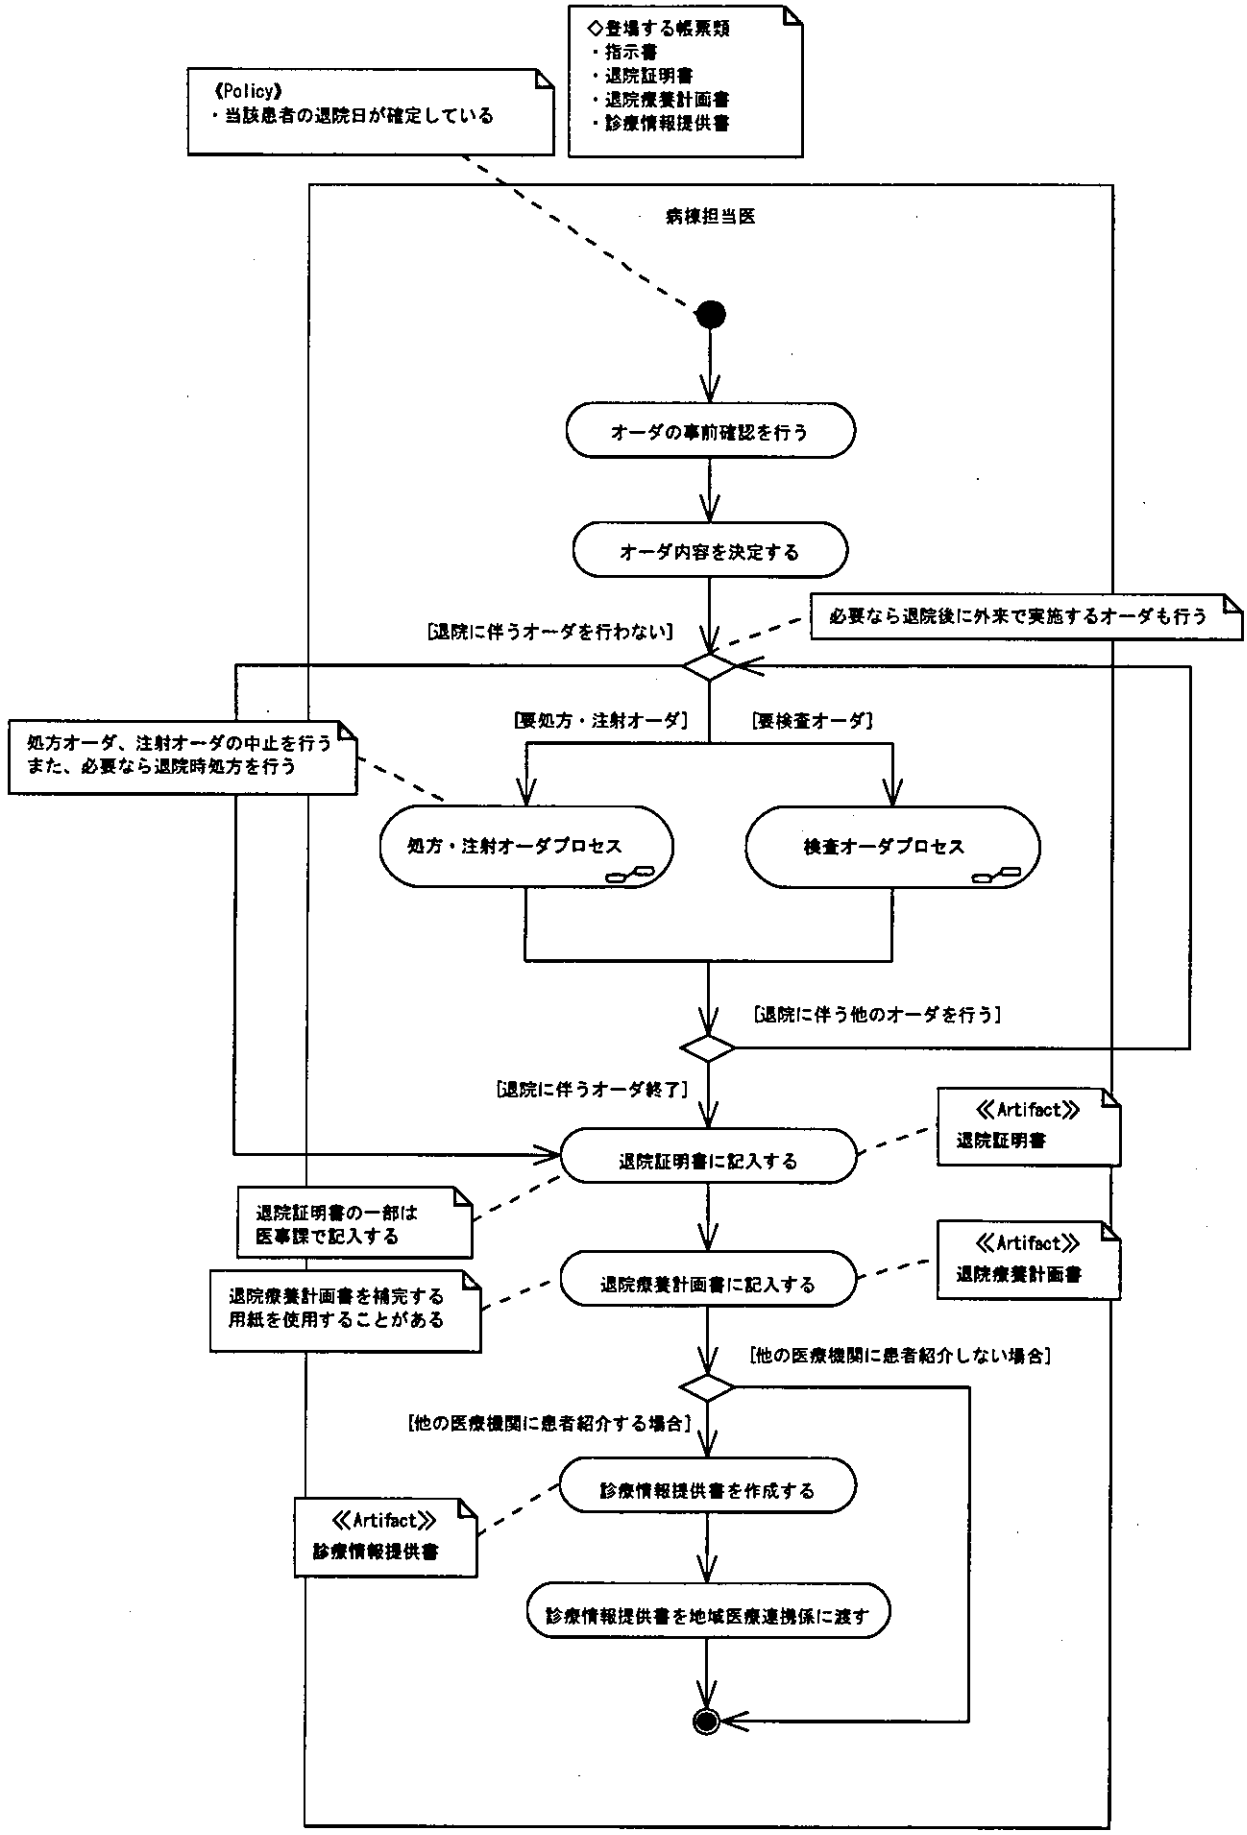 ◇登場する帳票類
・指示書
・退院証明書
・退院療養計画書
・診療情報提供書
《Policy》
・当該患者の退院日が確定している
病棟担当医
オーダの事前確認を行う
オーダ内容を決定する
必要なら退院後に外来で実施するオーダも行う
[退院に伴うオーダを行わない]
[要処方・注射オーダ]
[要検査オーダ]
処方オーダ、注射オーダの中止を行う
また、必要なら退院時処方を行う
処方・注射オーダプロセス
検査オーダプロセス
[退院に伴う他のオーダを行う]
[退院に伴うオーダ終了]
≪Artifact≫
退院証明書
退院証明書に記入する
退院証明書の一部は
医事課で記入する
≪Artifact≫
退院療養計画書
退院療養計画書に記入する
退院療養計画書を補完する
用紙を使用することがある
[他の医療機関に患者紹介しない場合]
[他の医療機関に患者紹介する場合]
診療情報提供書を作成する
≪Artifact≫
診療情報提供書
診療情報提供書を地域医療連携係に渡す